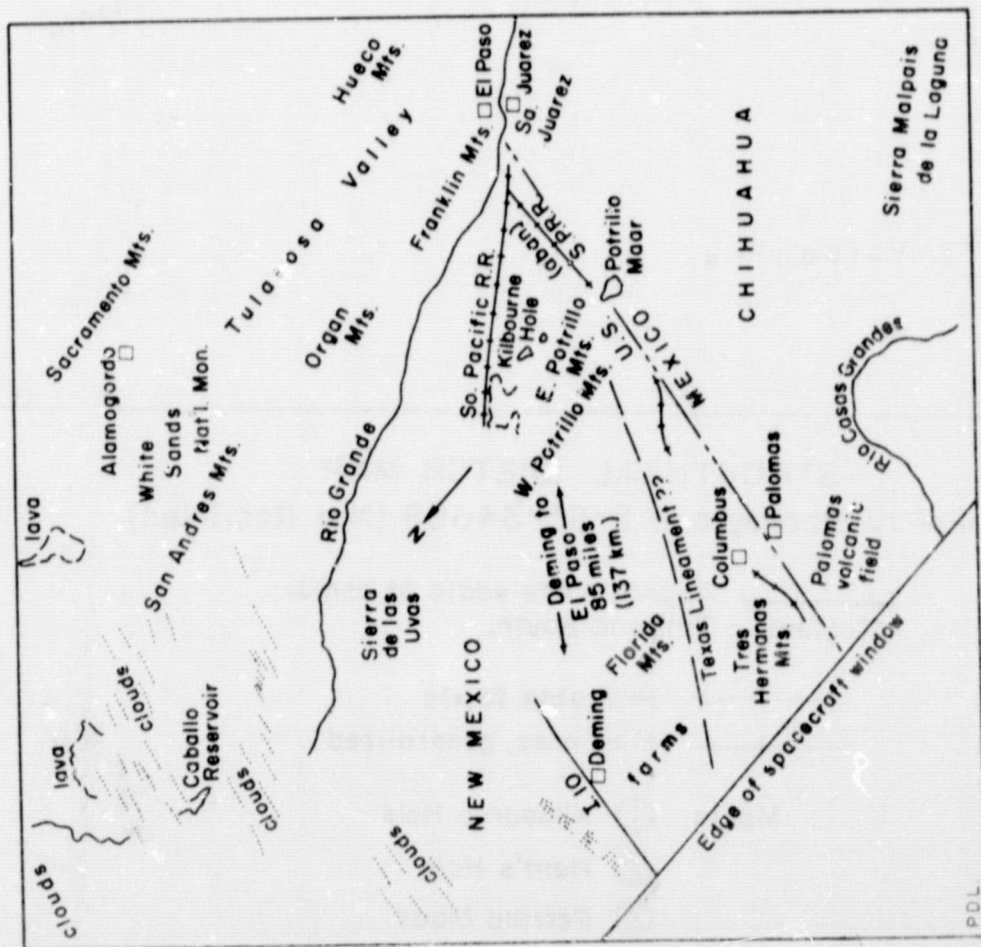 Hueco
Mts.
El Paso
Sa.
Juarez
Juarez
Franklin Mts.
Tularosa Valley
Sacramento Mts.
Alamogordo
White
Sands
Nat'l. Mon.
Organ
Mts.
San Andres Mts.
lava
lava
clouds
clouds
clouds
clouds
clouds
Caballo
Reservoir
Rio Grande
Sierra
de las
Uvas
N
So. Pacific R.R.
S.P.R.R.
(aban)
Kilbourne
Hole
E. Potrillo
Mts.
W. Potrillo Mts.
Potrillo
Maar
U.S.
MEXICO
CHIHUAHUA
Sierra Malpais
de la Laguna
Rio Casas Grandes
NEW MEXICO
Deming to
El Paso
85 miles
(137 km.)
Florida
Mts.
Texas Lineament ??
Columbus
Palomas
Tres
Hermanas
Mts.
Palomas
volcanic
field
I.10
Deming
farms
Edge of spacecraft window
PDL